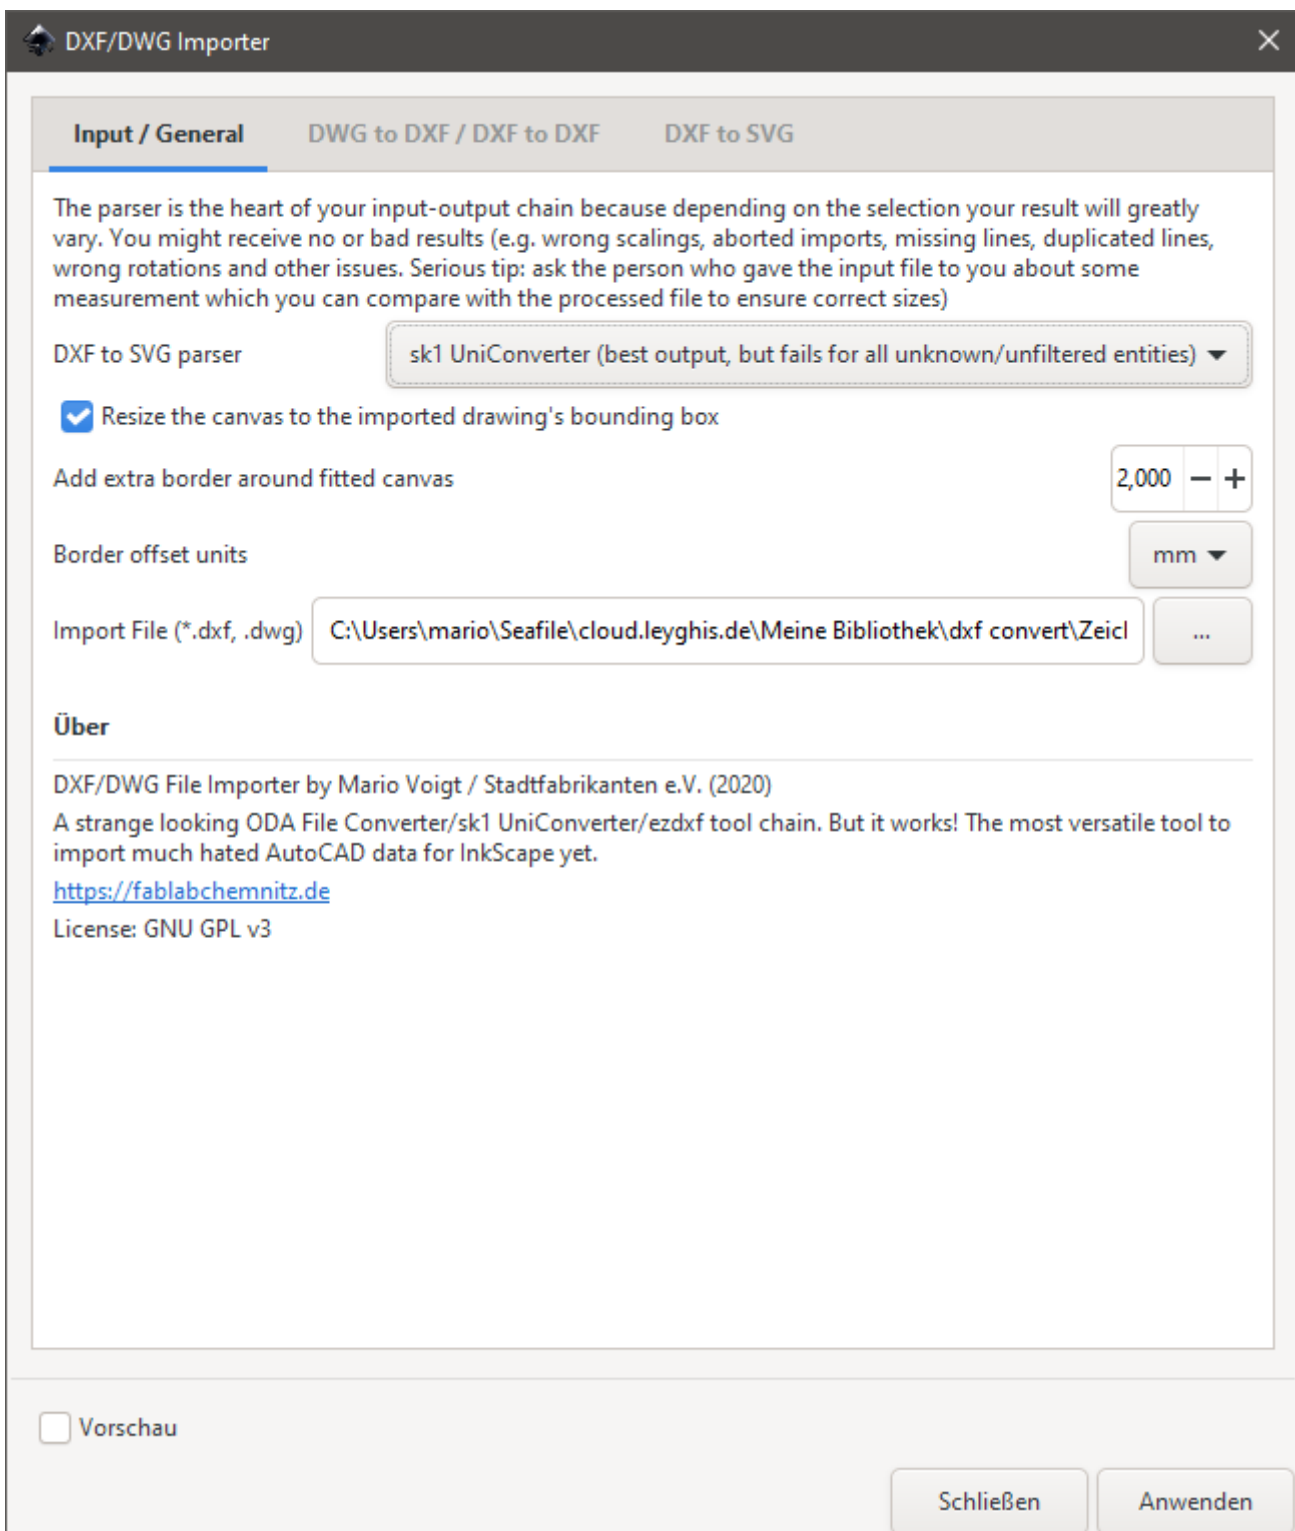 DXF/DWG Importer
Input / General DWG to DXF / DXF to DXF DXF to SVG
The parser is the heart of your input-output chain because depending on the selection your result will greatly
vary. You might receive no or bad results (e.g. wrong scalings, aborted imports, missing lines, duplicated lines,
wrong rotations and other issues. Serious tip: ask the person who gave the input file to you about some
measurement which you can compare with the processed file to ensure correct sizes)
DXF to SVG parser sk1 UniConverter (best output, but fails for all unknown/unfiltered entities)
Resize the canvas to the imported drawing's bounding box
Add extra border around fitted canvas 2,000 − +
Border offset units mm
Import File (*.dxf, .dwg) C:\Users\mario\Seafile\cloud.leyghis.de\Meine Bibliothek\dxf convert\Zeicl ...
Über
DXF/DWG File Importer by Mario Voigt / Stadtfabrikanten e.V. (2020)
A strange looking ODA File Converter/sk1 UniConverter/ezdxf tool chain. But it works! The most versatile tool to
import much hated AutoCAD data for InkScape yet.
https://fablabchemnitz.de
License: GNU GPL v3
Vorschau
Schließen Anwenden